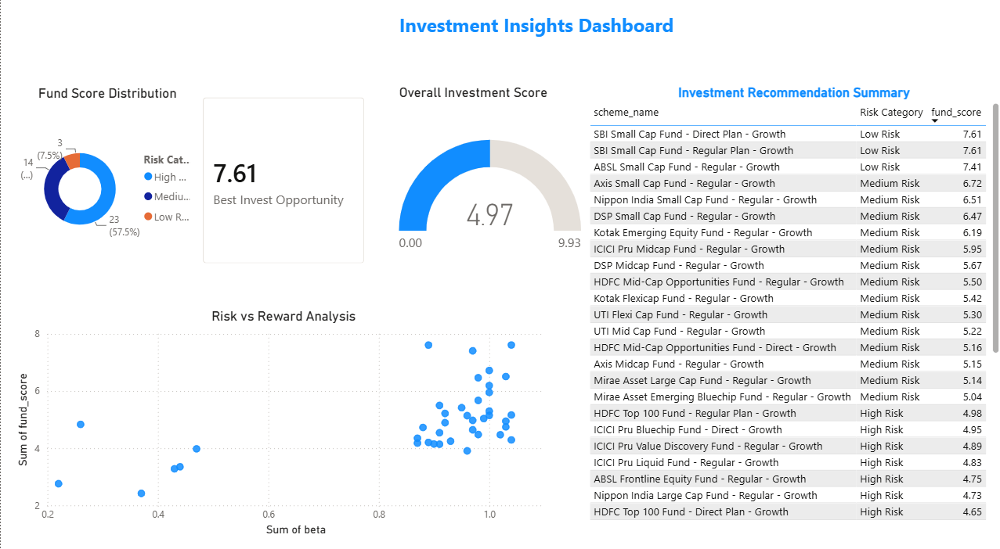 Investment Insights Dashboard
Fund Score Distribution
3
(7.5%)
14
(...)
23
(57.5%)
Risk Cat..
High ...
Mediu...
Low R...
7.61
Best Invest Opportunity
Overall Investment Score
4.97
0.00
9.93
Investment Recommendation Summary
scheme_name Risk Category fund_score
SBI Small Cap Fund - Direct Plan - Growth Low Risk 7.61
SBI Small Cap Fund - Regular Plan - Growth Low Risk 7.61
ABSL Small Cap Fund - Regular - Growth Low Risk 7.41
Axis Small Cap Fund - Regular - Growth Medium Risk 6.72
Nippon India Small Cap Fund - Regular - Growth Medium Risk 6.51
DSP Small Cap Fund - Regular - Growth Medium Risk 6.47
Kotak Emerging Equity Fund - Regular - Growth Medium Risk 6.19
ICICI Pru Midcap Fund - Regular - Growth Medium Risk 5.95
DSP Midcap Fund - Regular - Growth Medium Risk 5.67
HDFC Mid-Cap Opportunities Fund - Regular - Growth Medium Risk 5.50
Kotak Flexicap Fund - Regular - Growth Medium Risk 5.42
UTI Flexi Cap Fund - Regular - Growth Medium Risk 5.30
UTI Mid Cap Fund - Regular - Growth Medium Risk 5.22
HDFC Mid-Cap Opportunities Fund - Direct - Growth Medium Risk 5.16
Axis Midcap Fund - Regular - Growth Medium Risk 5.15
Mirae Asset Large Cap Fund - Regular - Growth Medium Risk 5.14
Mirae Asset Emerging Bluechip Fund - Regular - Growth Medium Risk 5.04
HDFC Top 100 Fund - Regular Plan - Growth High Risk 4.98
ICICI Pru Bluechip Fund - Direct - Growth High Risk 4.95
ICICI Pru Value Discovery Fund - Regular - Growth High Risk 4.89
ICICI Pru Liquid Fund - Regular - Growth High Risk 4.83
ABSL Frontline Equity Fund - Regular - Growth High Risk 4.75
Nippon India Large Cap Fund - Regular - Growth High Risk 4.73
HDFC Top 100 Fund - Direct Plan - Growth High Risk 4.65
Risk vs Reward Analysis
Sum of fund_score
8
6
4
2
0.2 0.4 0.6 0.8 1.0
Sum of beta